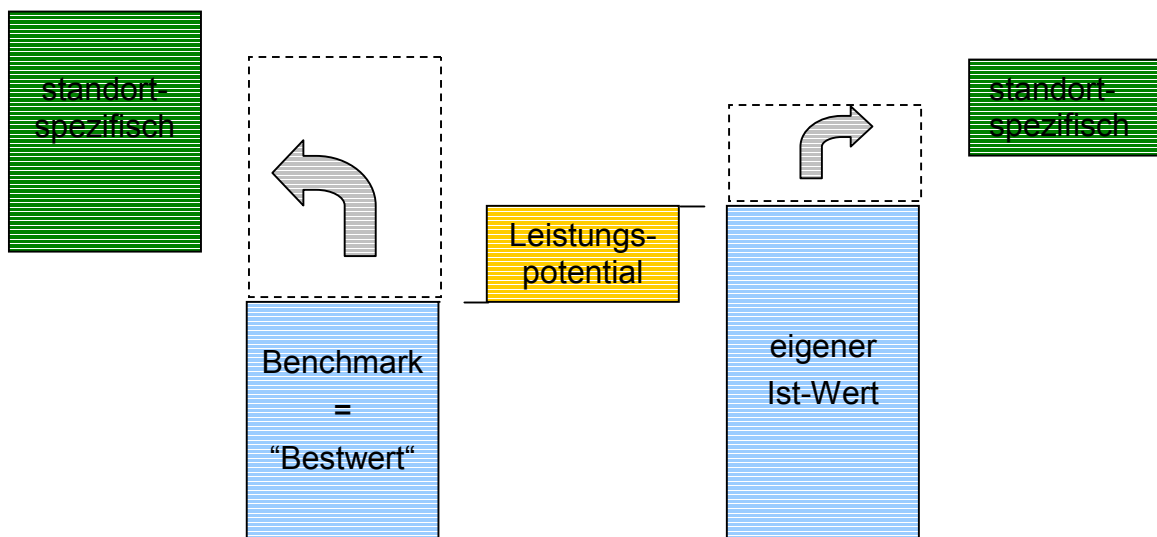 standort-
spezifisch
Benchmark
=
“Bestwert“
Leistungs-
potential
eigener
Ist-Wert
standort-
spezifisch